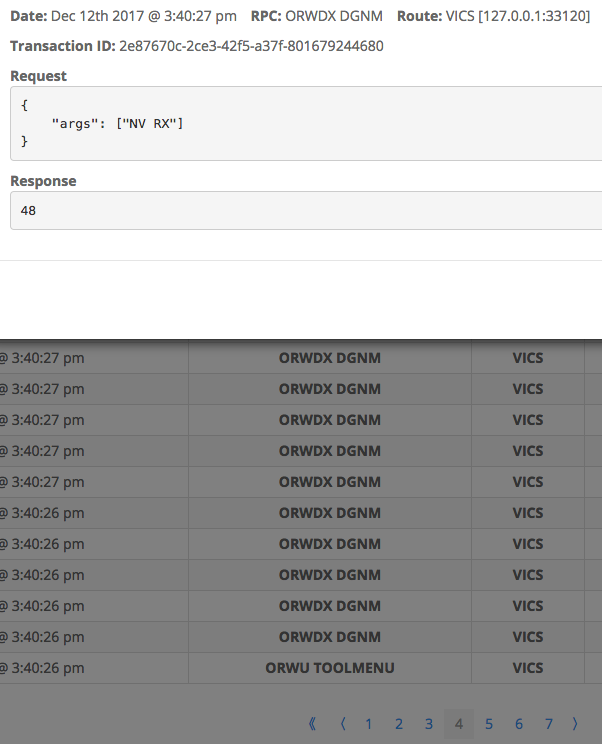 Date: Dec 12th 2017 @ 3:40:27 pm RPC: ORWDX DGNM Route: VICS [127.0.0.1:33120]
Transaction ID: 2e87670c-2ce3-42f5-a37f-801679244680
Request
{
"args": ["NV RX"]
}
Response
48
@ 3:40:27 pm ORWDX DGNM VICS
@ 3:40:27 pm ORWDX DGNM VICS
@ 3:40:27 pm ORWDX DGNM VICS
@ 3:40:27 pm ORWDX DGNM VICS
@ 3:40:27 pm ORWDX DGNM VICS
@ 3:40:26 pm ORWDX DGNM VICS
@ 3:40:26 pm ORWDX DGNM VICS
@ 3:40:26 pm ORWDX DGNM VICS
@ 3:40:26 pm ORWDX DGNM VICS
@ 3:40:26 pm ORWDX DGNM VICS
@ 3:40:26 pm ORWU TOOLMENU VICS
⟪ ⟨ 1 2 3 4 5 6 7 ⟩